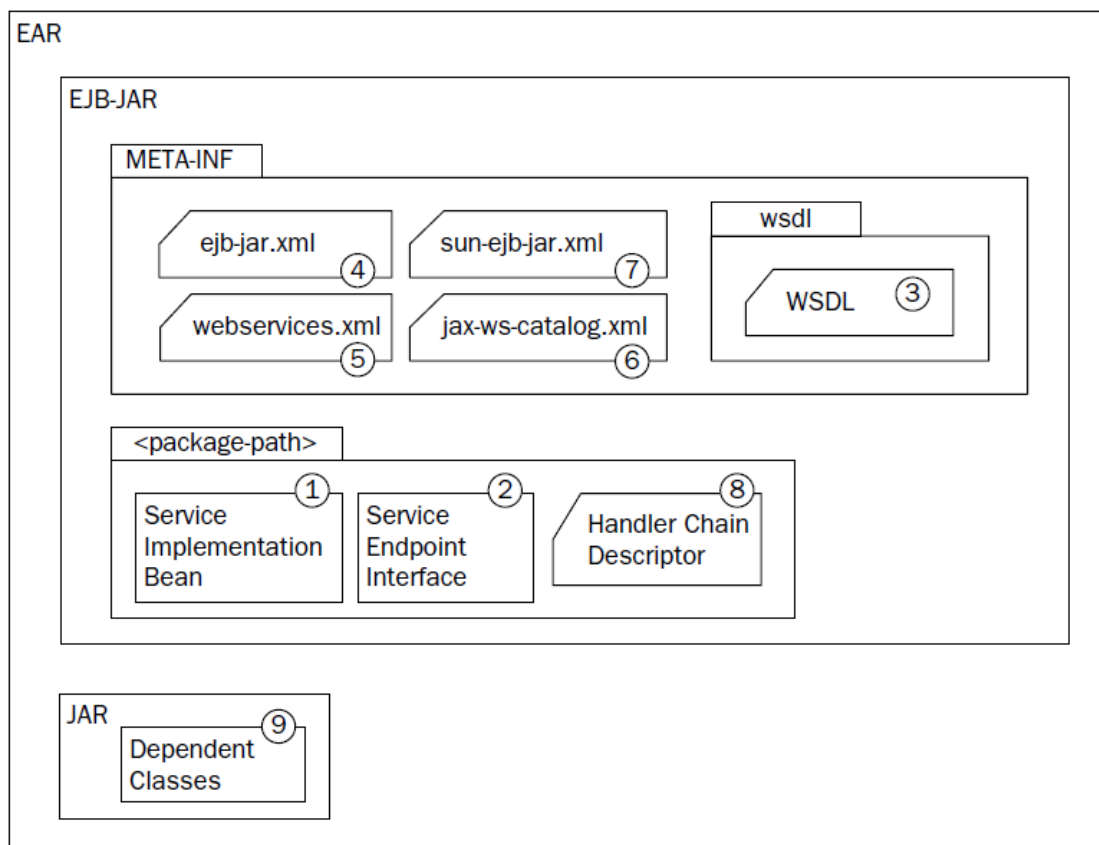 EAR
EJB-JAR
META-INF
ejb-jar.xml
4
sun-ejb-jar.xml
7
wsdl
WSDL
3
webservices.xml
5
jax-ws-catalog.xml
6
<package-path>
1
Service
Implementation
Bean
2
Service
Endpoint
Interface
8
Handler Chain
Descriptor
JAR
9
Dependent
Classes